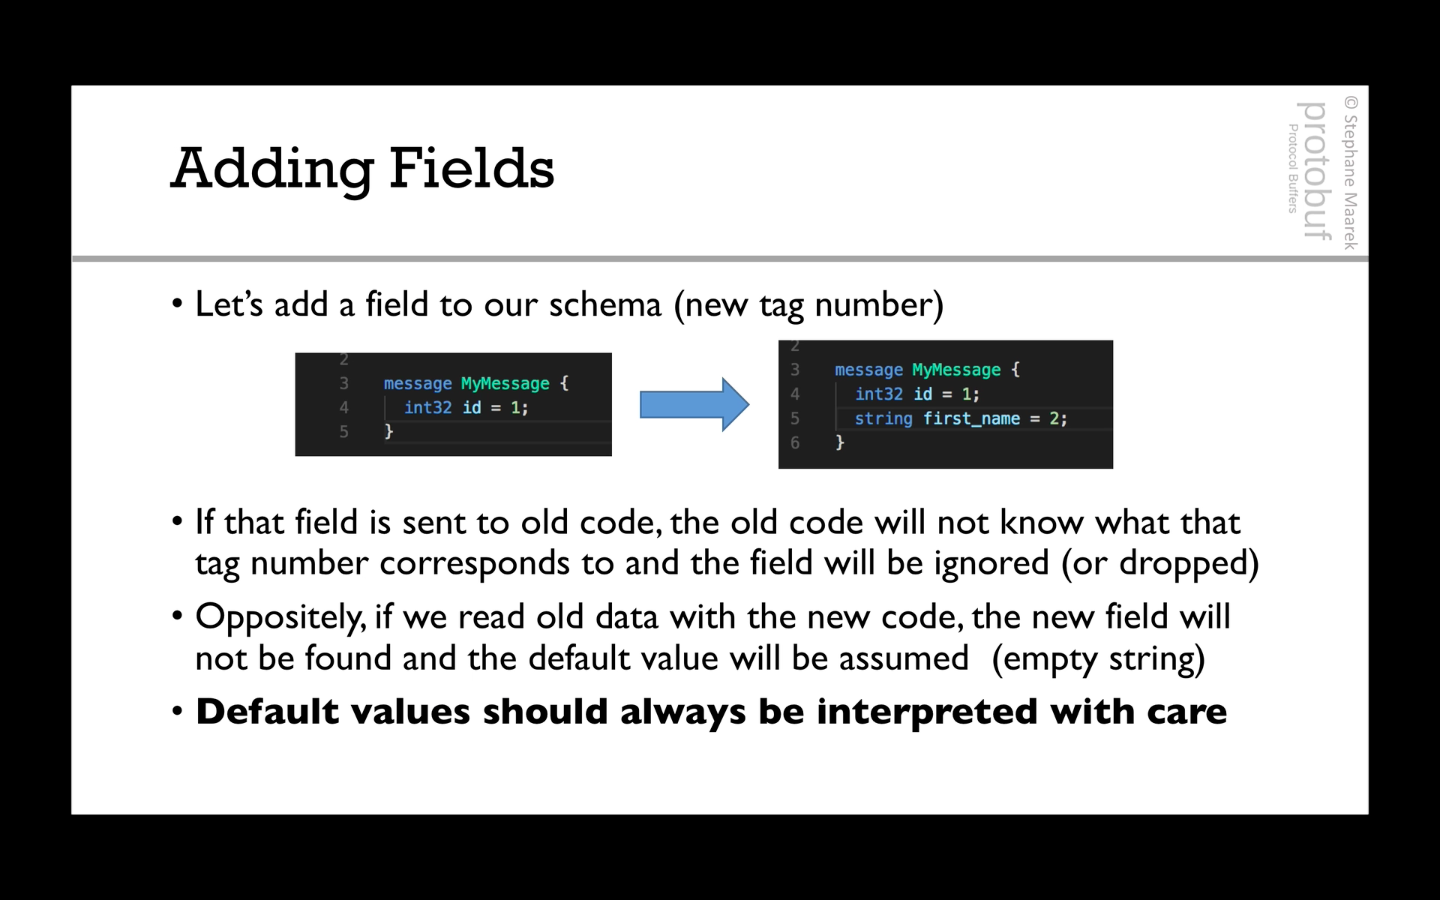 Adding Fields
© Stephane Maarek
protobuf
Protocol Buffers
• Let's add a field to our schema (new tag number)
2
3 message MyMessage {
4 int32 id = 1;
5 }
2
3 message MyMessage {
4 int32 id = 1;
5 string first_name = 2;
6 }
• If that field is sent to old code, the old code will not know what that
tag number corresponds to and the field will be ignored (or dropped)
• Oppositely, if we read old data with the new code, the new field will
not be found and the default value will be assumed (empty string)
• Default values should always be interpreted with care